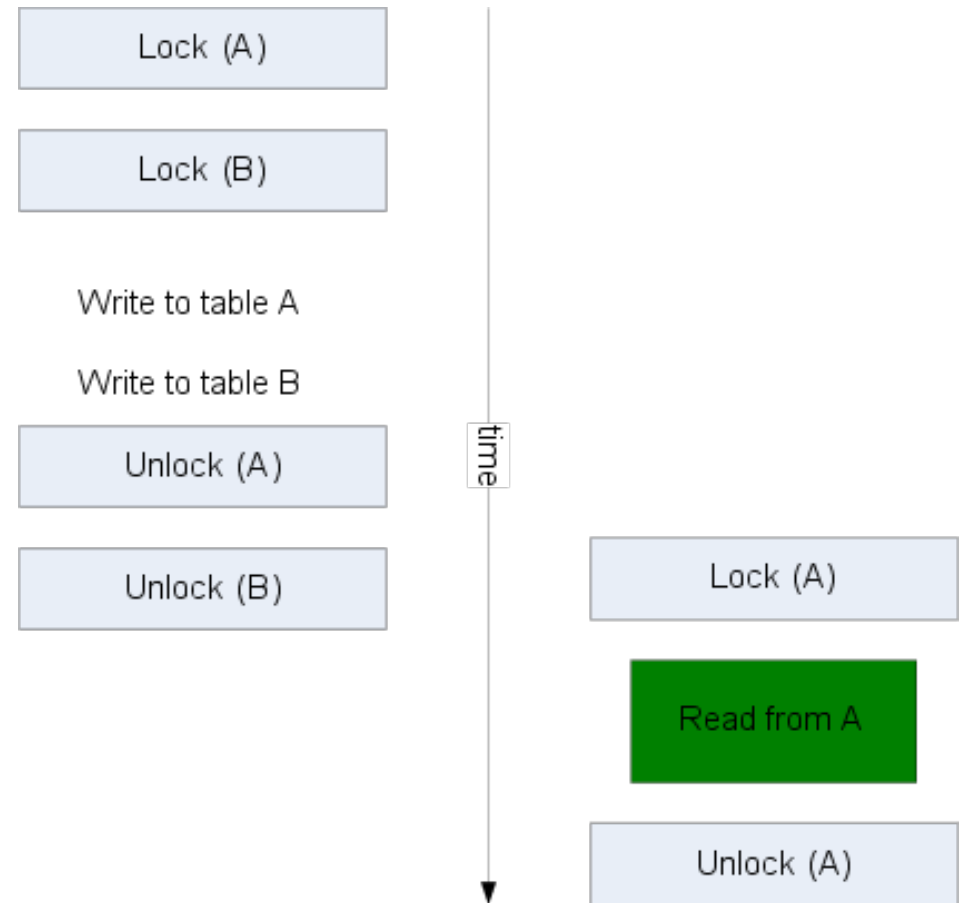 Lock (A)
Lock (B)
Write to table A
Write to table B
Unlock (A)
Unlock (B)
time
Lock (A)
Read from A
Unlock (A)